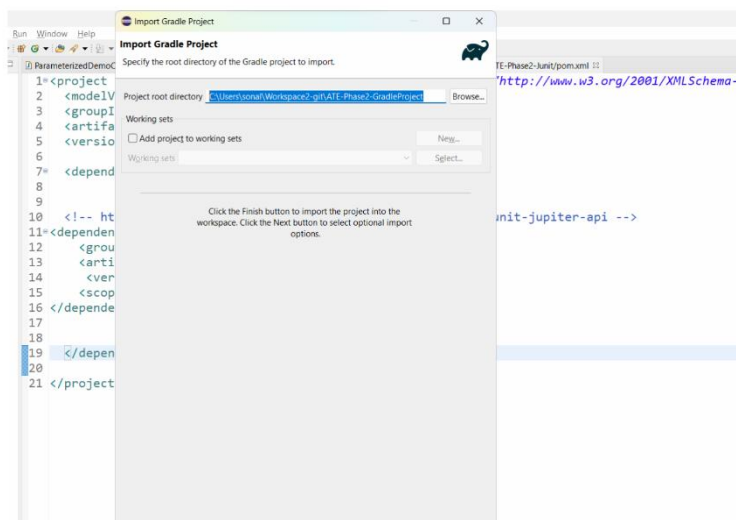 Import Gradle Project
Run Window Help
Import Gradle Project
Specify the root directory of the Gradle project to import.
ParameterizedDemoC
TE-Phase2-Junit/pom.xml
Project root directory C:\Users\sonal\Workspace2-git\ATE-Phase2-GradleProject Browse...
Working sets
Add project to working sets New...
Working sets Select...
Click the Finish button to import the project into the
workspace. Click the Next button to select optional import
options.
1 <project "http://www.w3.org/2001/XMLSchema-
2 <modelV
3 <groupI
4 <artifa
5 <versio
6
7 <depend
8
9
10 <!-- ht unit-jupiter-api -->
11 <dependen
12 <grou
13 <arti
14 <ver
15 <scop
16 </depende
17
18
19 </depen
20
21 </project